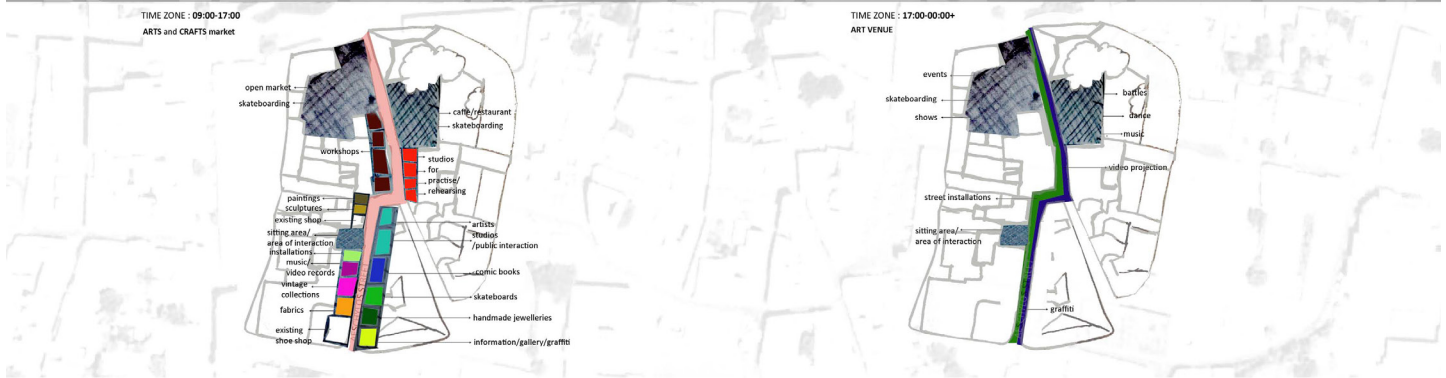 TIME ZONE : 09:00-17:00
ARTS and CRAFTS market
open market
skateboarding
caffe/restaurant
skateboarding
workshops
studios
for
practise/
rehearsing
paintings
sculptures
existing shop
sitting area/
area of interaction
installations
music/
video records
vintage
collections
fabrics
existing
shoe shop
artists
studios
/public interaction
comic books
skateboards
handmade jewelleries
information/gallery/graffiti
TIME ZONE : 17:00-00:00+
ART VENUE
events
skateboarding
shows
battles
dance
music
video projection
street installations
sitting area/
area of interaction
graffiti